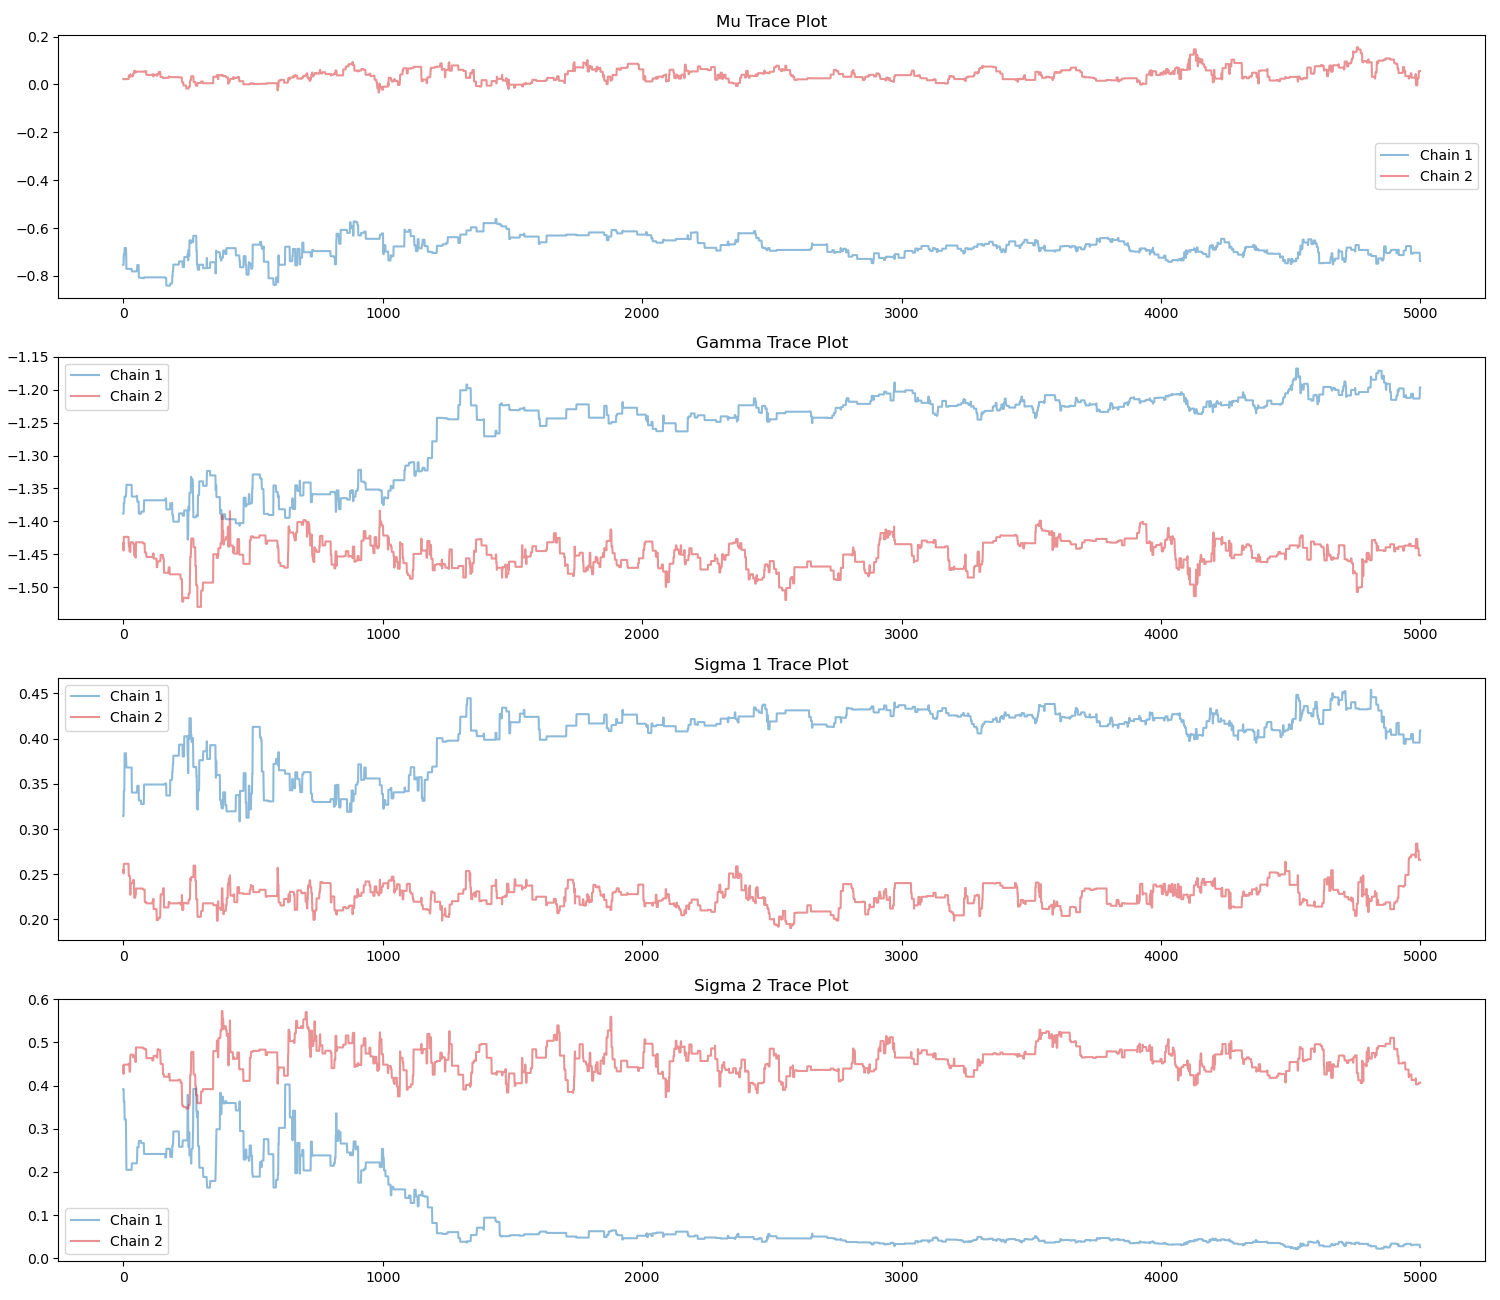 Mu Trace Plot
0.2
0.0
−0.2
−0.4
−0.6
−0.8
Chain 1
Chain 2
0 1000 2000 3000 4000 5000
Gamma Trace Plot
−1.15
−1.20
−1.25
−1.30
−1.35
−1.40
−1.45
−1.50
Chain 1
Chain 2
0 1000 2000 3000 4000 5000
Sigma 1 Trace Plot
0.45
0.40
0.35
0.30
0.25
0.20
Chain 1
Chain 2
0 1000 2000 3000 4000 5000
Sigma 2 Trace Plot
0.6
0.5
0.4
0.3
0.2
0.1
0.0
Chain 1
Chain 2
0 1000 2000 3000 4000 5000